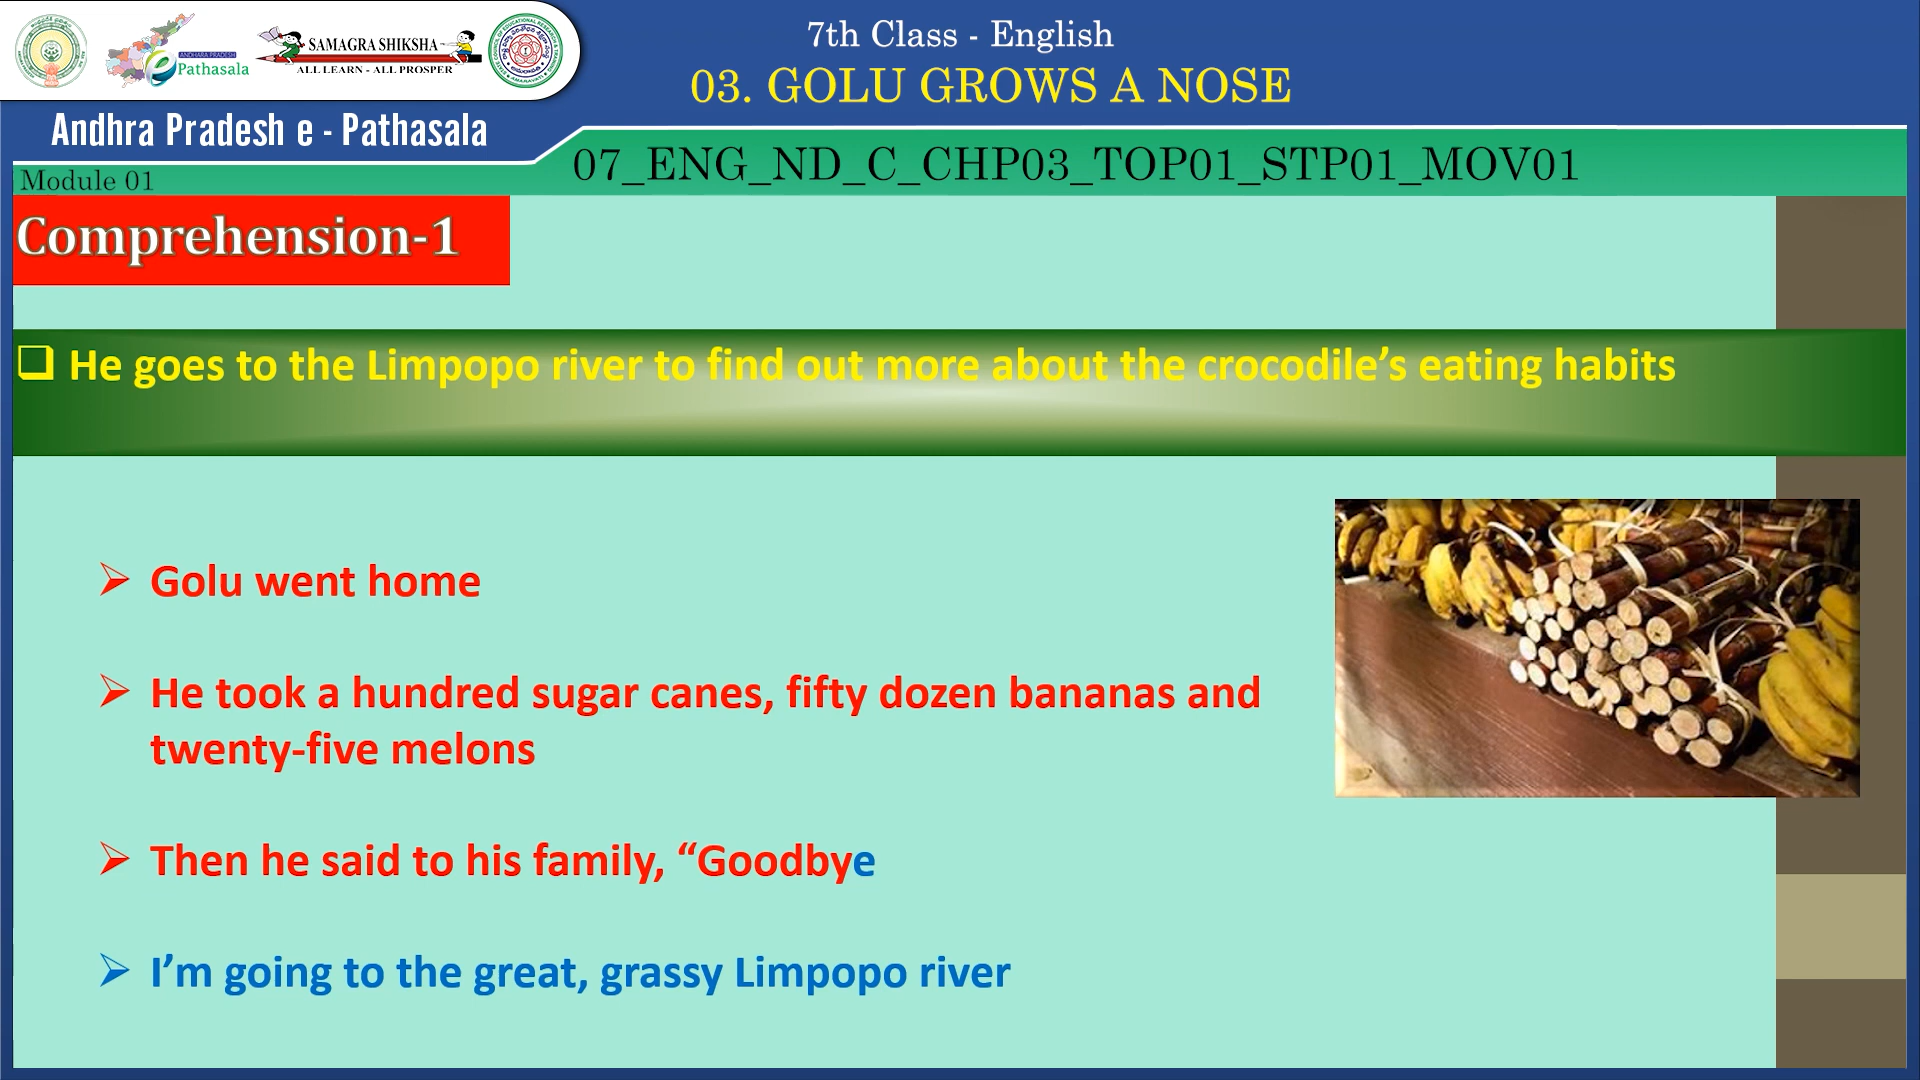 ANDHRA PRADESH
e Pathasala
SAMAGRA SHIKSHA
ALL LEARN - ALL PROSPER
Andhra Pradesh e - Pathasala
7th Class - English
03. GOLU GROWS A NOSE
07_ENG_ND_C_CHP03_TOP01_STP01_MOV01
Module 01
Comprehension-1
❑ He goes to the Limpopo river to find out more about the crocodile’s eating habits
➢ Golu went home
➢ He took a hundred sugar canes, fifty dozen bananas and
twenty-five melons
➢ Then he said to his family, “Goodbye
➢ I’m going to the great, grassy Limpopo river